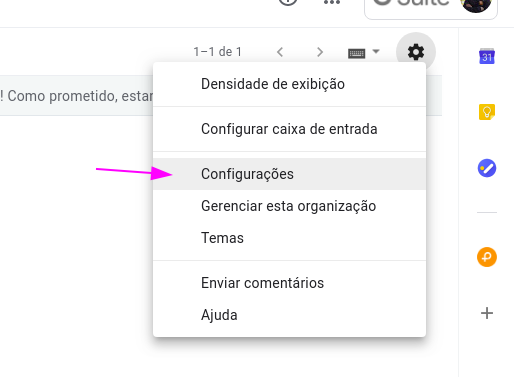 G Suite
1–1 de 1
31
! Como prometido, estar
Densidade de exibição
Configurar caixa de entrada
Configurações
Gerenciar esta organização
Temas
Enviar comentários
Ajuda